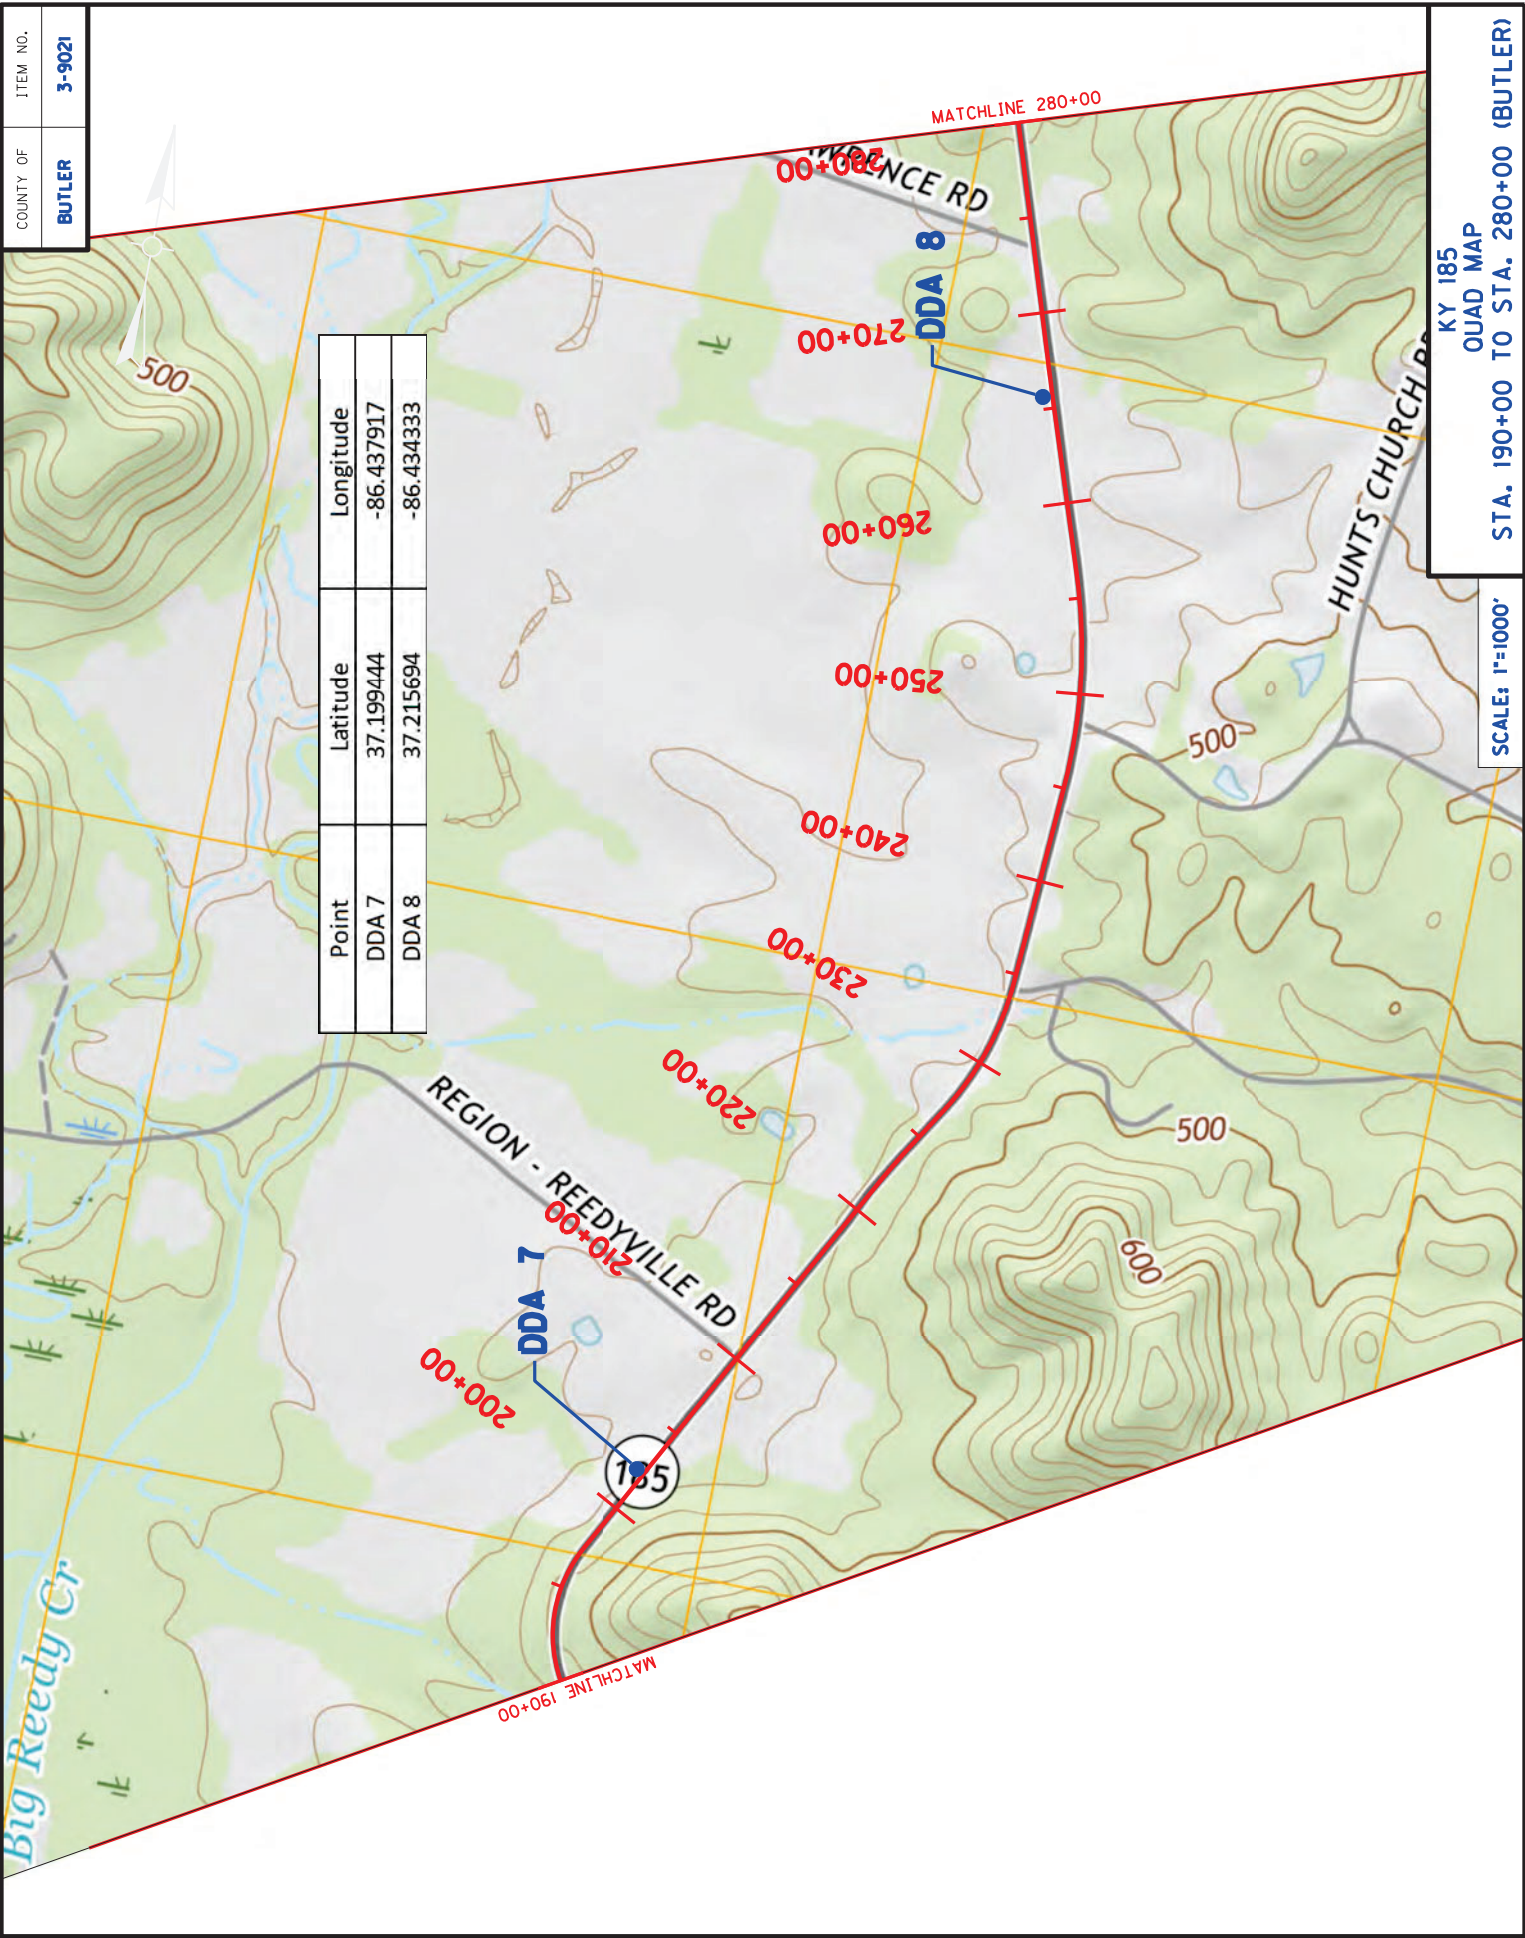 COUNTY OF
ITEM NO.
BUTLER
3-9021
KY 185
QUAD MAP
STA. 190+00 TO STA. 280+00 (BUTLER)
SCALE: 1"=1000'
Point Latitude Longitude
DDA 7 37.199444 -86.437917
DDA 8 37.215694 -86.434333
MATCHLINE 190+00
200+00
210+00
220+00
230+00
240+00
250+00
260+00
270+00
280+00
MATCHLINE 280+00
DDA 7
DDA 8
185
REGION - REEDYVILLE RD
WRENCE RD
HUNTS CHURCH RD
Big Reedy Cr
500
500
500
600